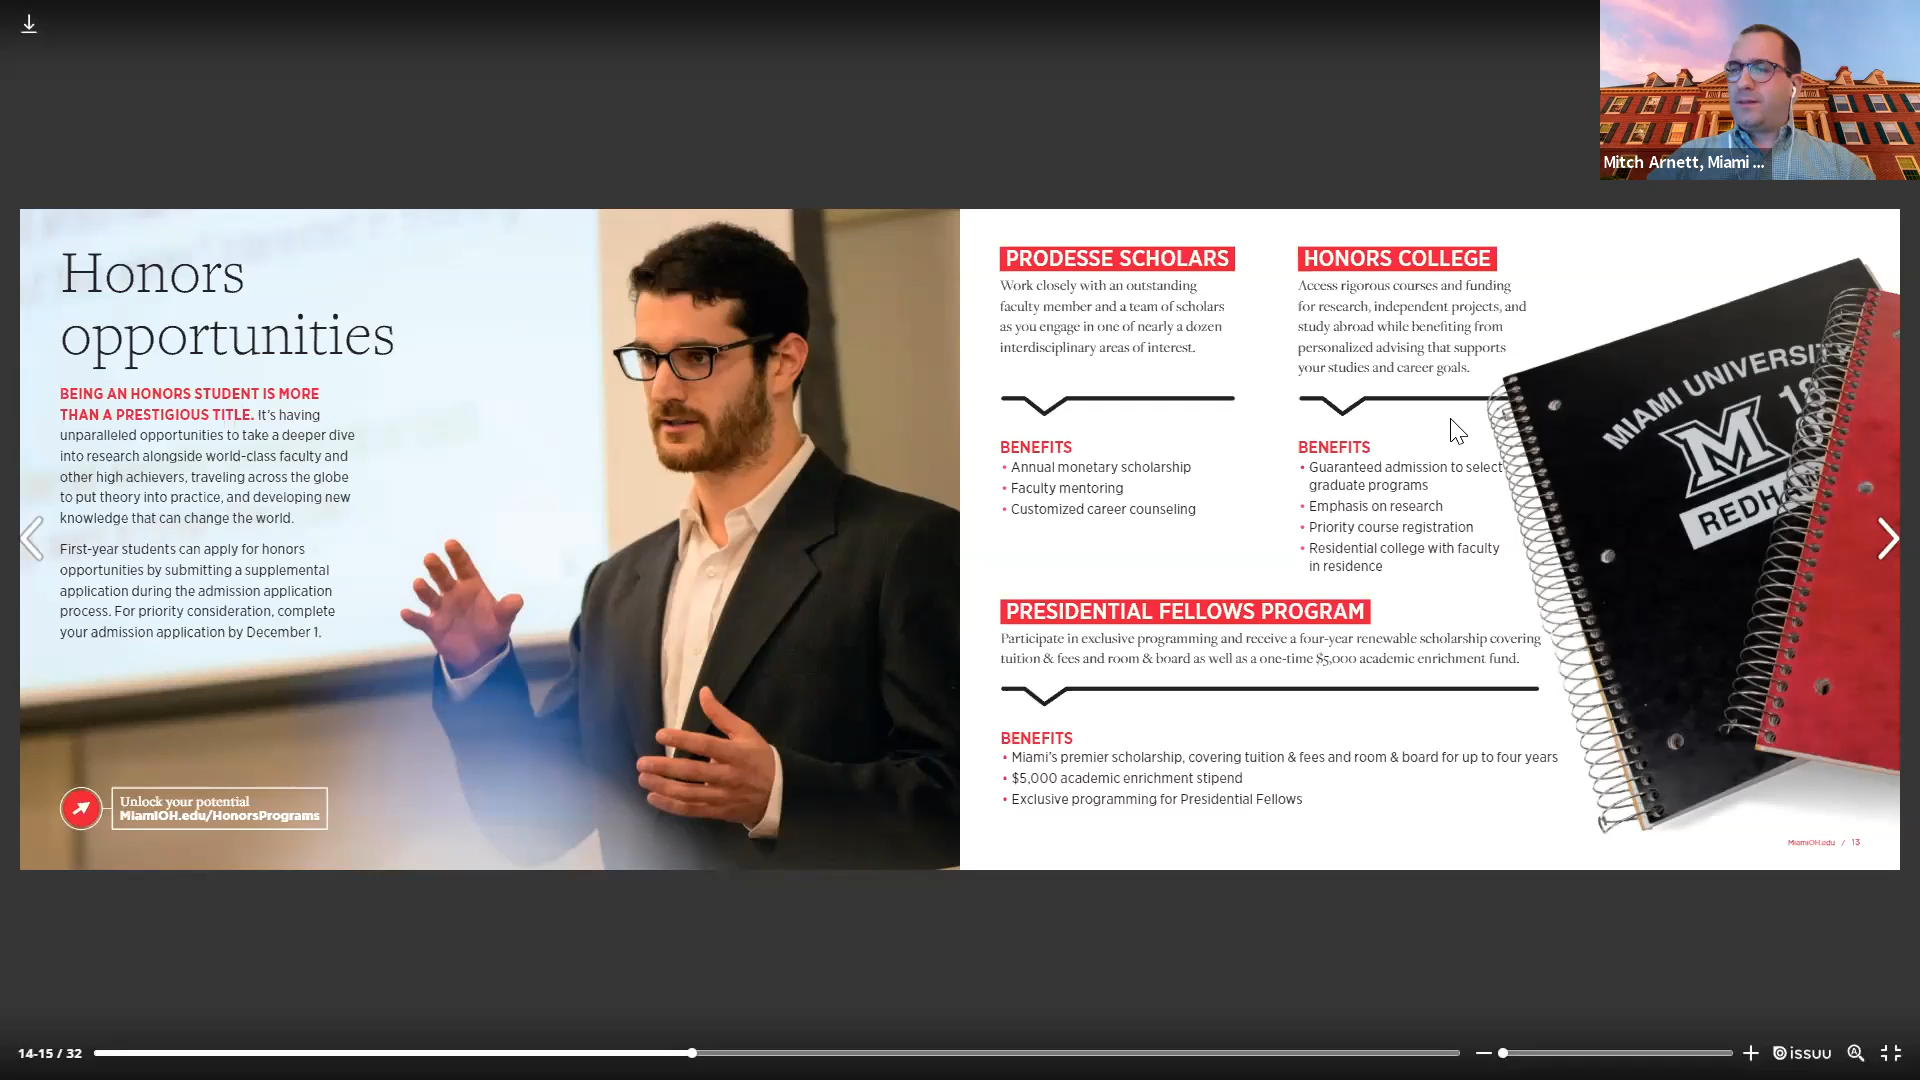 Mitch Arnett, Miami ...
Honors
opportunities
BEING AN HONORS STUDENT IS MORE
THAN A PRESTIGIOUS TITLE. It's having
unparalleled opportunities to take a deeper dive
into research alongside world-class faculty and
other high achievers, traveling across the globe
to put theory into practice, and developing new
knowledge that can change the world.
First-year students can apply for honors
opportunities by submitting a supplemental
application during the admission application
process. For priority consideration, complete
your admission application by December 1.
Unlock your potential
MiamiOH.edu/HonorsPrograms
PRODESSE SCHOLARS
Work closely with an outstanding
faculty member and a team of scholars
as you engage in one of nearly a dozen
interdisciplinary areas of interest.
BENEFITS
• Annual monetary scholarship
• Faculty mentoring
• Customized career counseling
HONORS COLLEGE
Access rigorous courses and funding
for research, independent projects, and
study abroad while benefiting from
personalized advising that supports
your studies and career goals.
BENEFITS
• Guaranteed admission to select
graduate programs
• Emphasis on research
• Priority course registration
• Residential college with faculty
in residence
PRESIDENTIAL FELLOWS PROGRAM
Participate in exclusive programming and receive a four-year renewable scholarship covering
tuition & fees and room & board as well as a one-time $5,000 academic enrichment fund.
BENEFITS
• Miami's premier scholarship, covering tuition & fees and room & board for up to four years
• $5,000 academic enrichment stipend
• Exclusive programming for Presidential Fellows
MIAMI UNIVERSITY
M 18
REDHA
MiamiOH.edu / 13
14-15 / 32
issuu